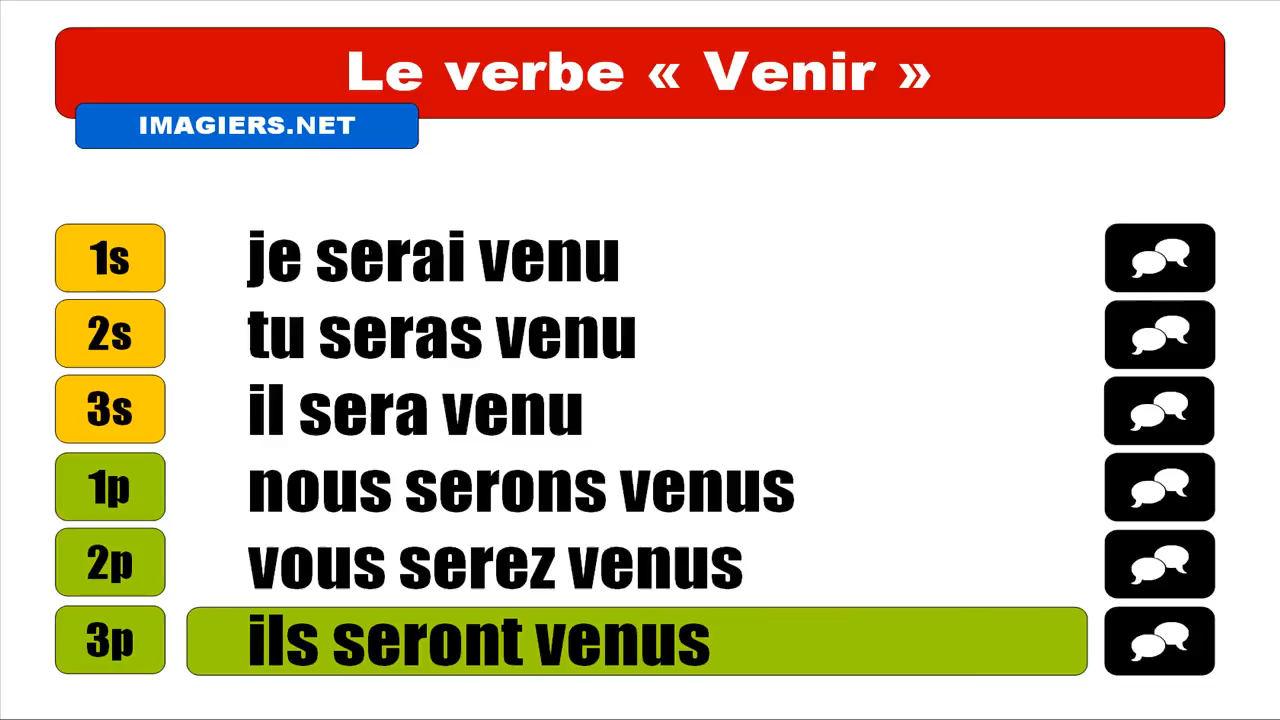 Le verbe « Venir »
IMAGIERS.NET
1s je serai venu
2s tu seras venu
3s il sera venu
1p nous serons venus
2p vous serez venus
3p ils seront venus